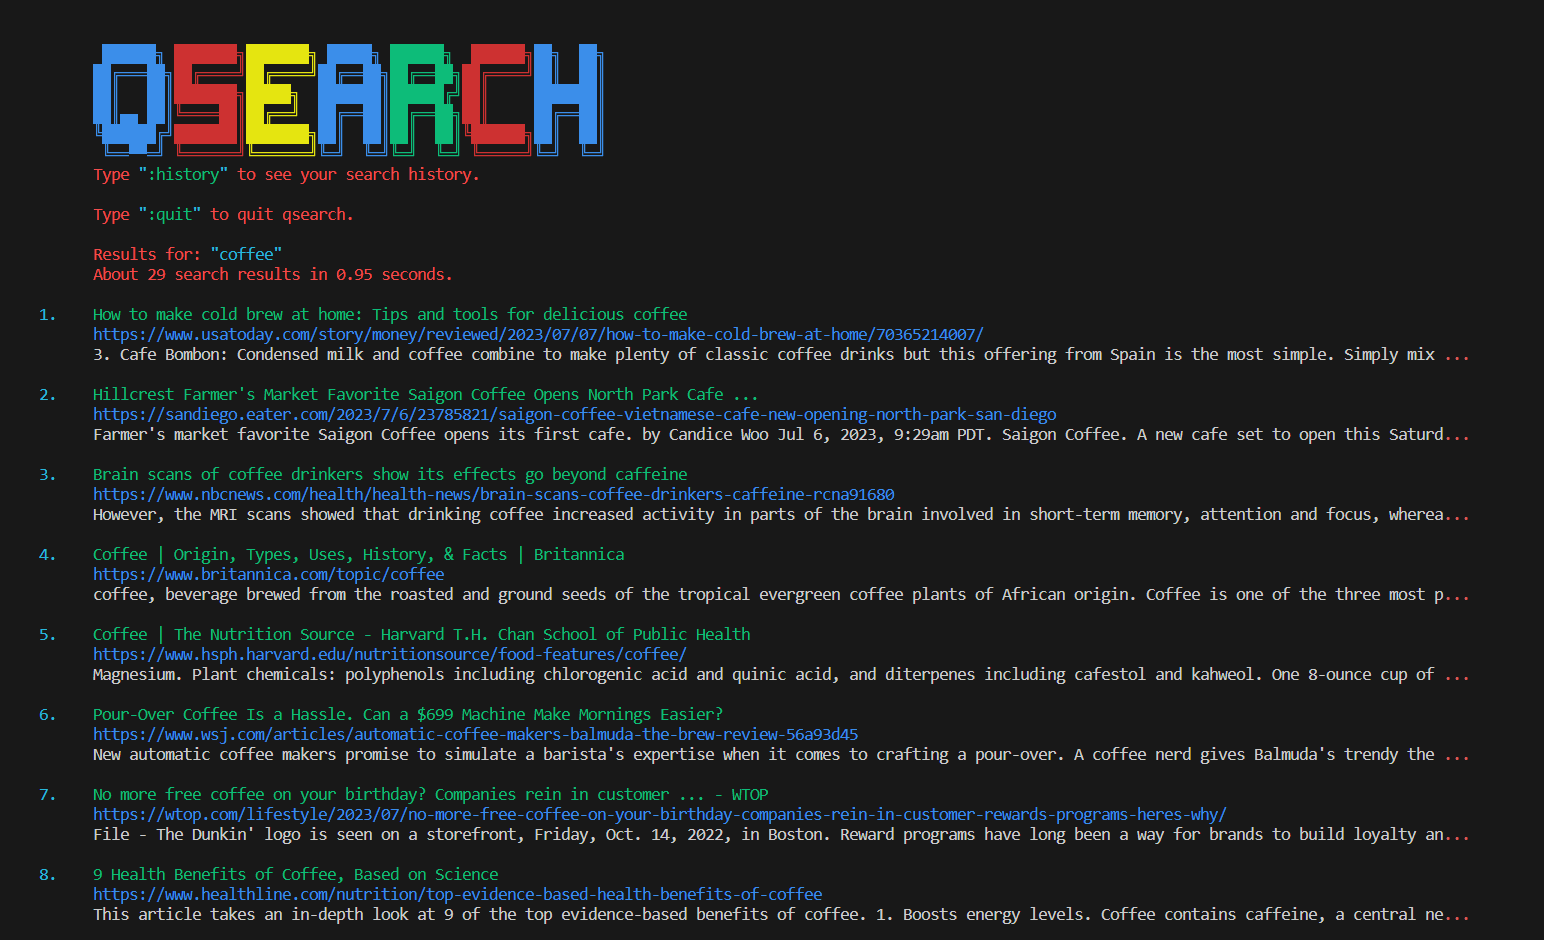 QSEARCH
Type ":history" to see your search history.
Type ":quit" to quit qsearch.
Results for: "coffee"
About 29 search results in 0.95 seconds.
1. How to make cold brew at home: Tips and tools for delicious coffee
https://www.usatoday.com/story/money/reviewed/2023/07/07/how-to-make-cold-brew-at-home/70365214007/
3. Cafe Bombon: Condensed milk and coffee combine to make plenty of classic coffee drinks but this offering from Spain is the most simple. Simply mix ...
2. Hillcrest Farmer's Market Favorite Saigon Coffee Opens North Park Cafe ...
https://sandiego.eater.com/2023/7/6/23785821/saigon-coffee-vietnamese-cafe-new-opening-north-park-san-diego
Farmer's market favorite Saigon Coffee opens its first cafe. by Candice Woo Jul 6, 2023, 9:29am PDT. Saigon Coffee. A new cafe set to open this Saturd...
3. Brain scans of coffee drinkers show its effects go beyond caffeine
https://www.nbcnews.com/health/health-news/brain-scans-coffee-drinkers-caffeine-rcna91680
However, the MRI scans showed that drinking coffee increased activity in parts of the brain involved in short-term memory, attention and focus, wherea...
4. Coffee | Origin, Types, Uses, History, & Facts | Britannica
https://www.britannica.com/topic/coffee
coffee, beverage brewed from the roasted and ground seeds of the tropical evergreen coffee plants of African origin. Coffee is one of the three most p...
5. Coffee | The Nutrition Source - Harvard T.H. Chan School of Public Health
https://www.hsph.harvard.edu/nutritionsource/food-features/coffee/
Magnesium. Plant chemicals: polyphenols including chlorogenic acid and quinic acid, and diterpenes including cafestol and kahweol. One 8-ounce cup of ...
6. Pour-Over Coffee Is a Hassle. Can a $699 Machine Make Mornings Easier?
https://www.wsj.com/articles/automatic-coffee-makers-balmuda-the-brew-review-56a93d45
New automatic coffee makers promise to simulate a barista's expertise when it comes to crafting a pour-over. A coffee nerd gives Balmuda's trendy the ...
7. No more free coffee on your birthday? Companies rein in customer ... - WTOP
https://wtop.com/lifestyle/2023/07/no-more-free-coffee-on-your-birthday-companies-rein-in-customer-rewards-programs-heres-why/
File - The Dunkin' logo is seen on a storefront, Friday, Oct. 14, 2022, in Boston. Reward programs have long been a way for brands to build loyalty an...
8. 9 Health Benefits of Coffee, Based on Science
https://www.healthline.com/nutrition/top-evidence-based-health-benefits-of-coffee
This article takes an in-depth look at 9 of the top evidence-based benefits of coffee. 1. Boosts energy levels. Coffee contains caffeine, a central ne...